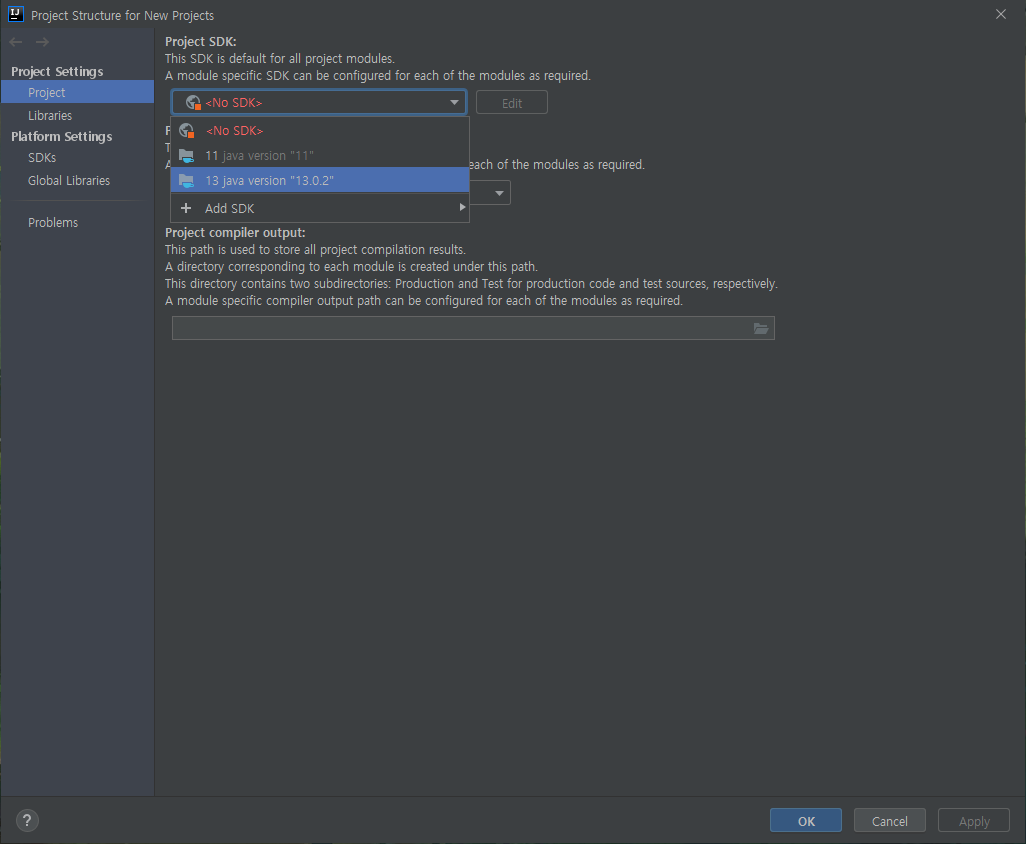 IJ
Project Structure for New Projects
Project Settings
Project
Libraries
Platform Settings
SDKs
Global Libraries
Problems
Project SDK:
This SDK is default for all project modules.
A module specific SDK can be configured for each of the modules as required.
<No SDK>
Edit
<No SDK>
11 java version "11"
each of the modules as required.
13 java version "13.0.2"
Add SDK
Project compiler output:
This path is used to store all project compilation results.
A directory corresponding to each module is created under this path.
This directory contains two subdirectories: Production and Test for production code and test sources, respectively.
A module specific compiler output path can be configured for each of the modules as required.
?
OK
Cancel
Apply